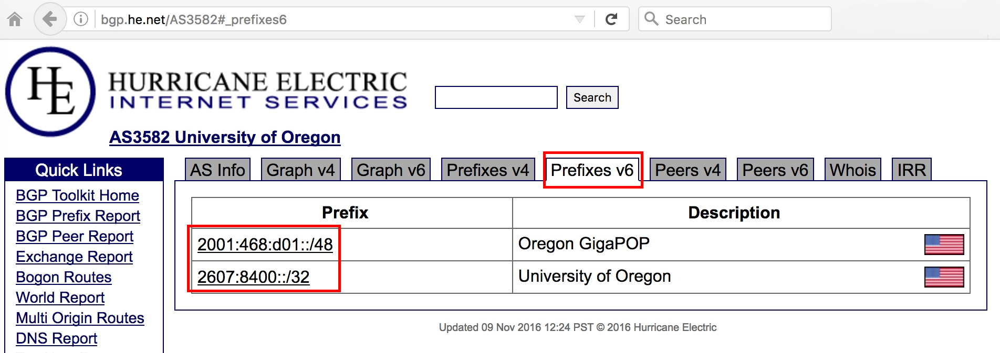 bgp.he.net/AS3582#_prefixes6
Search
HE
HURRICANE ELECTRIC
INTERNET SERVICES
Search
AS3582 University of Oregon
Quick Links
BGP Toolkit Home
BGP Prefix Report
BGP Peer Report
Exchange Report
Bogon Routes
World Report
Multi Origin Routes
DNS Report
AS Info Graph v4 Graph v6 Prefixes v4 Prefixes v6 Peers v4 Peers v6 Whois IRR
Prefix Description
2001:468:d01::/48 Oregon GigaPOP
2607:8400::/32 University of Oregon
Updated 09 Nov 2016 12:24 PST © 2016 Hurricane Electric